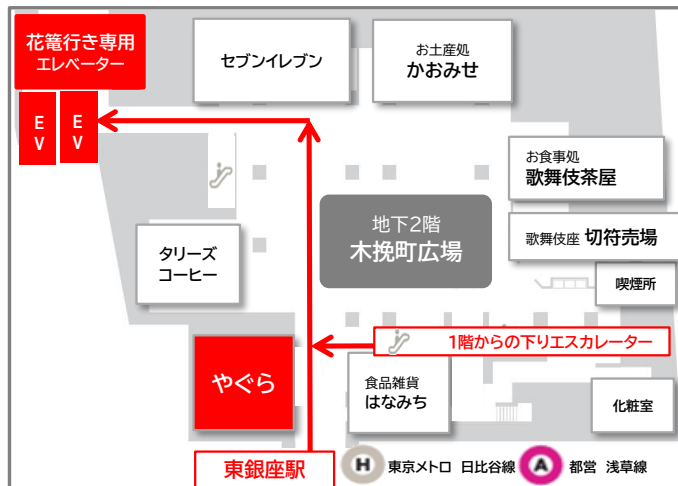 花篭行き専用
エレベーター
EV
EV
セブンイレブン
お土産処
かおみせ
お食事処
歌舞伎茶屋
地下2階
木挽町広場
歌舞伎座 切符売場
タリーズ
コーヒー
喫煙所
1階からの下りエスカレーター
やぐら
食品雑貨
はなみち
化粧室
東銀座駅
H 東京メトロ 日比谷線 A 都営 浅草線